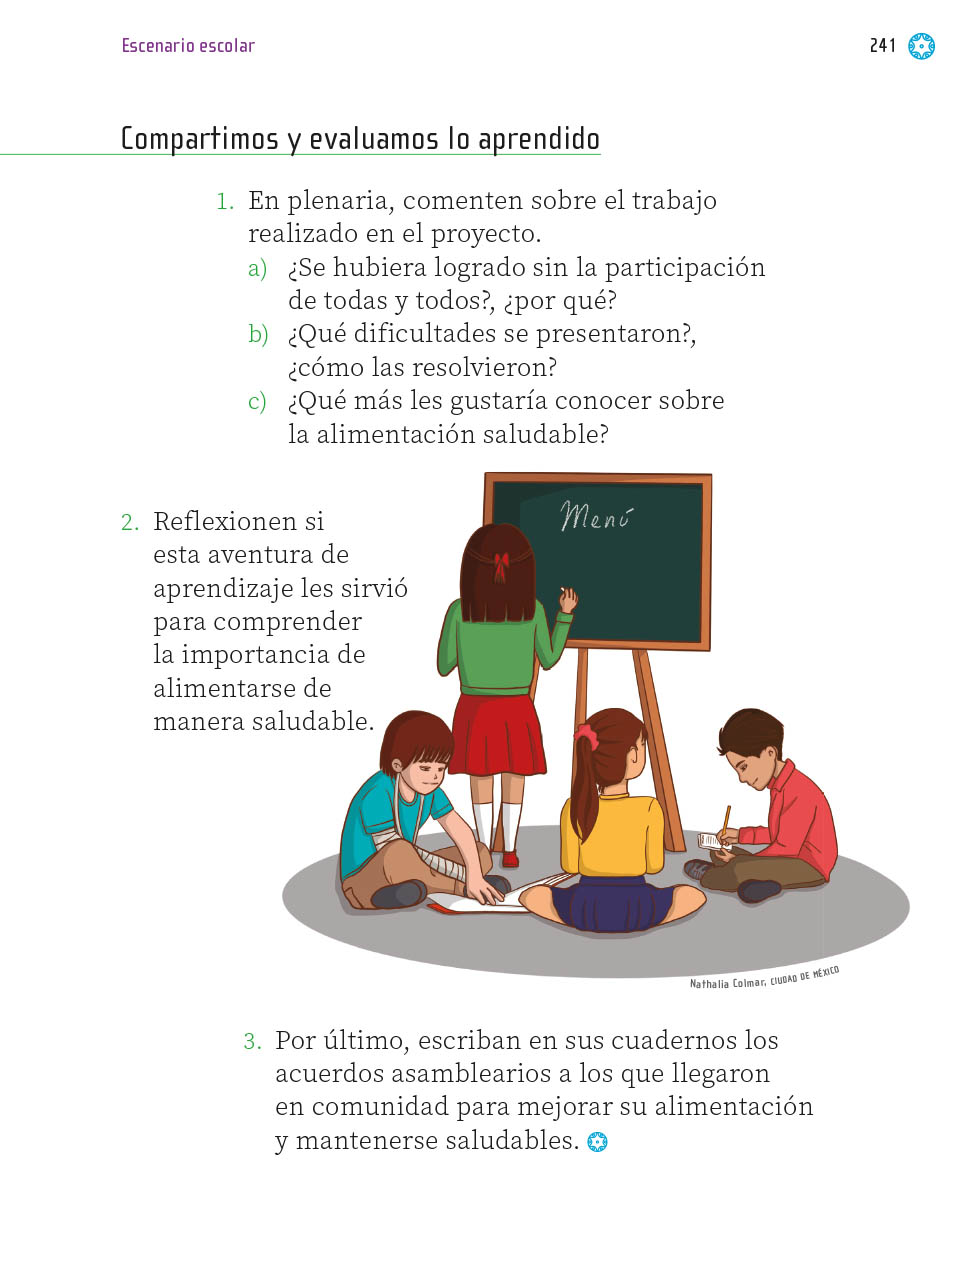 Escenario escolar
241
Compartimos y evaluamos lo aprendido
1. En plenaria, comenten sobre el trabajo
realizado en el proyecto.
a) ¿Se hubiera logrado sin la participación
de todas y todos?, ¿por qué?
b) ¿Qué dificultades se presentaron?,
¿cómo las resolvieron?
c) ¿Qué más les gustaría conocer sobre
la alimentación saludable?
Menú
2. Reflexionen si
esta aventura de
aprendizaje les sirvió
para comprender
la importancia de
alimentarse de
manera saludable.
Nathalia Colmar, CIUDAD DE MÉXICO
3. Por último, escriban en sus cuadernos los
acuerdos asamblearios a los que llegaron
en comunidad para mejorar su alimentación
y mantenerse saludables.